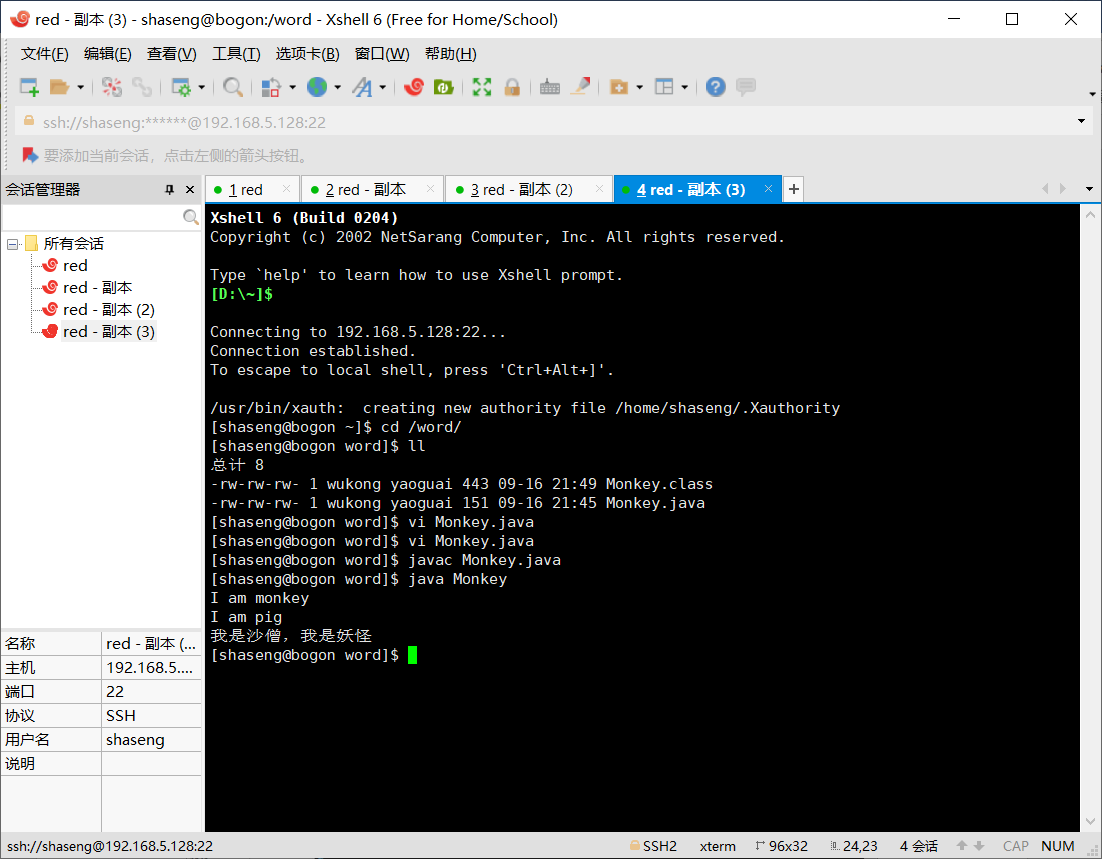 red - 副本 (3) - shaseng@bogon:/word - Xshell 6 (Free for Home/School)
文件(F) 编辑(E) 查看(V) 工具(T) 选项卡(B) 窗口(W) 帮助(H)
ssh://shaseng:******@192.168.5.128:22
要添加当前会话，点击左侧的箭头按钮。
会话管理器
1 red 2 red - 副本 3 red - 副本 (2) 4 red - 副本 (3) +
所有会话
red
red - 副本
red - 副本 (2)
red - 副本 (3)
名称 red - 副本 (...
主机 192.168.5....
端口 22
协议 SSH
用户名 shaseng
说明
Xshell 6 (Build 0204)
Copyright (c) 2002 NetSarang Computer, Inc. All rights reserved.
Type `help' to learn how to use Xshell prompt.
[D:\~]$
Connecting to 192.168.5.128:22...
Connection established.
To escape to local shell, press 'Ctrl+Alt+]'.
/usr/bin/xauth:  creating new authority file /home/shaseng/.Xauthority
[shaseng@bogon ~]$ cd /word/
[shaseng@bogon word]$ ll
总计 8
-rw-rw-rw- 1 wukong yaoguai 443 09-16 21:49 Monkey.class
-rw-rw-rw- 1 wukong yaoguai 151 09-16 21:45 Monkey.java
[shaseng@bogon word]$ vi Monkey.java
[shaseng@bogon word]$ vi Monkey.java
[shaseng@bogon word]$ javac Monkey.java
[shaseng@bogon word]$ java Monkey
I am monkey
I am pig
我是沙僧，我是妖怪
[shaseng@bogon word]$
ssh://shaseng@192.168.5.128:22 SSH2 xterm 96x32 24,23 4 会话 CAP NUM